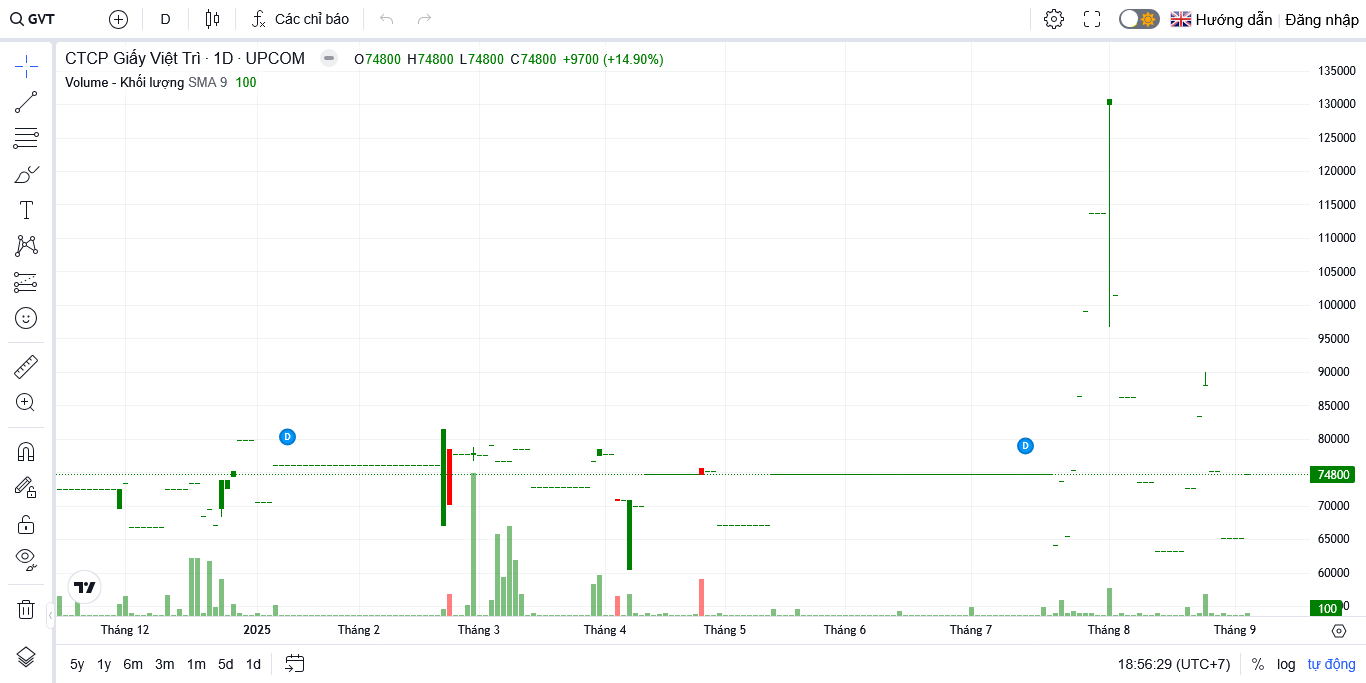 GVT D Các chỉ báo Hướng dẫn Đăng nhập
CTCP Giấy Việt Trì · 1D · UPCOM O74800 H74800 L74800 C74800 +9700 (+14.90%)
Volume - Khối lượng SMA 9 100
135000
130000
125000
120000
115000
110000
105000
100000
95000
90000
85000
80000
74800
70000
65000
60000
100
D
D
Tháng 12 2025 Tháng 2 Tháng 3 Tháng 4 Tháng 5 Tháng 6 Tháng 7 Tháng 8 Tháng 9
5y 1y 6m 3m 1m 5d 1d 18:56:29 (UTC+7) % log tự động